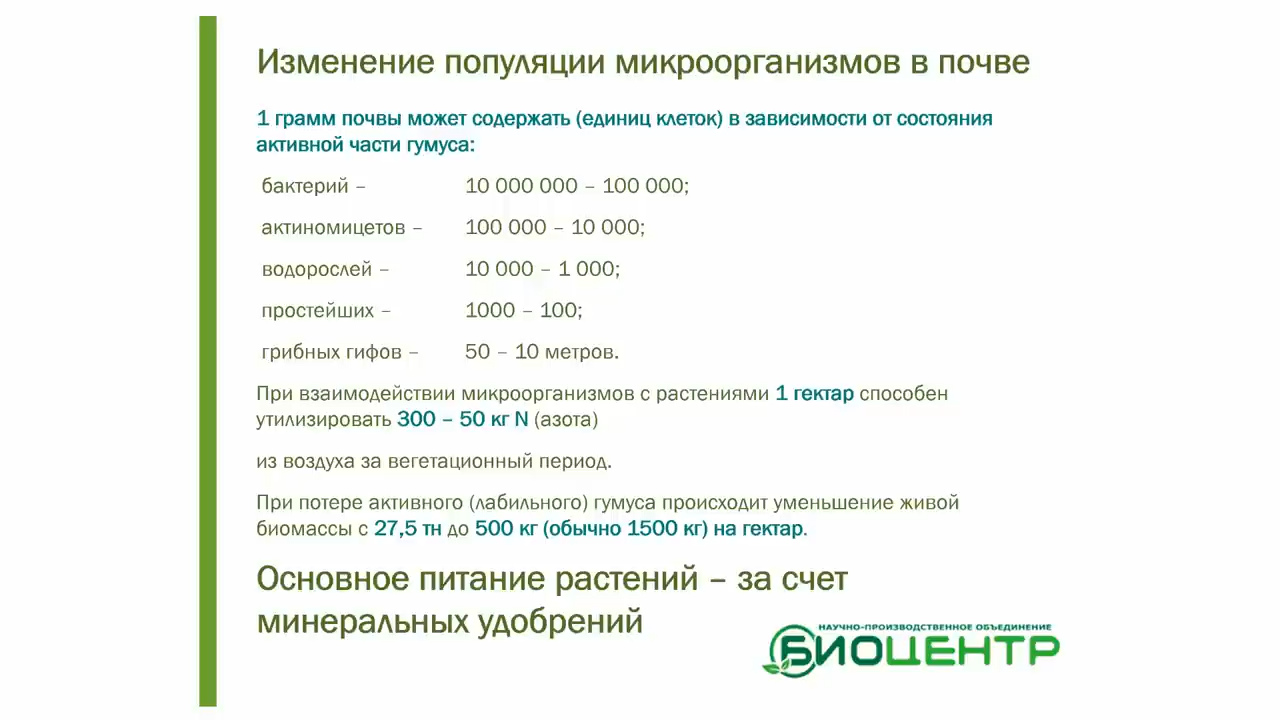 Изменение популяции микроорганизмов в почве
1 грамм почвы может содержать (единиц клеток) в зависимости от состояния
активной части гумуса:
бактерий – 10 000 000 – 100 000;
актиномицетов – 100 000 – 10 000;
водорослей – 10 000 – 1 000;
простейших – 1000 – 100;
грибных гифов – 50 – 10 метров.
При взаимодействии микроорганизмов с растениями 1 гектар способен
утилизировать 300 – 50 кг N (азота)
из воздуха за вегетационный период.
При потере активного (лабильного) гумуса происходит уменьшение живой
биомассы с 27,5 тн до 500 кг (обычно 1500 кг) на гектар.
Основное питание растений – за счет
минеральных удобрений
НАУЧНО-ПРОИЗВОДСТВЕННОЕ ОБЪЕДИНЕНИЕ
БИОЦЕНТР